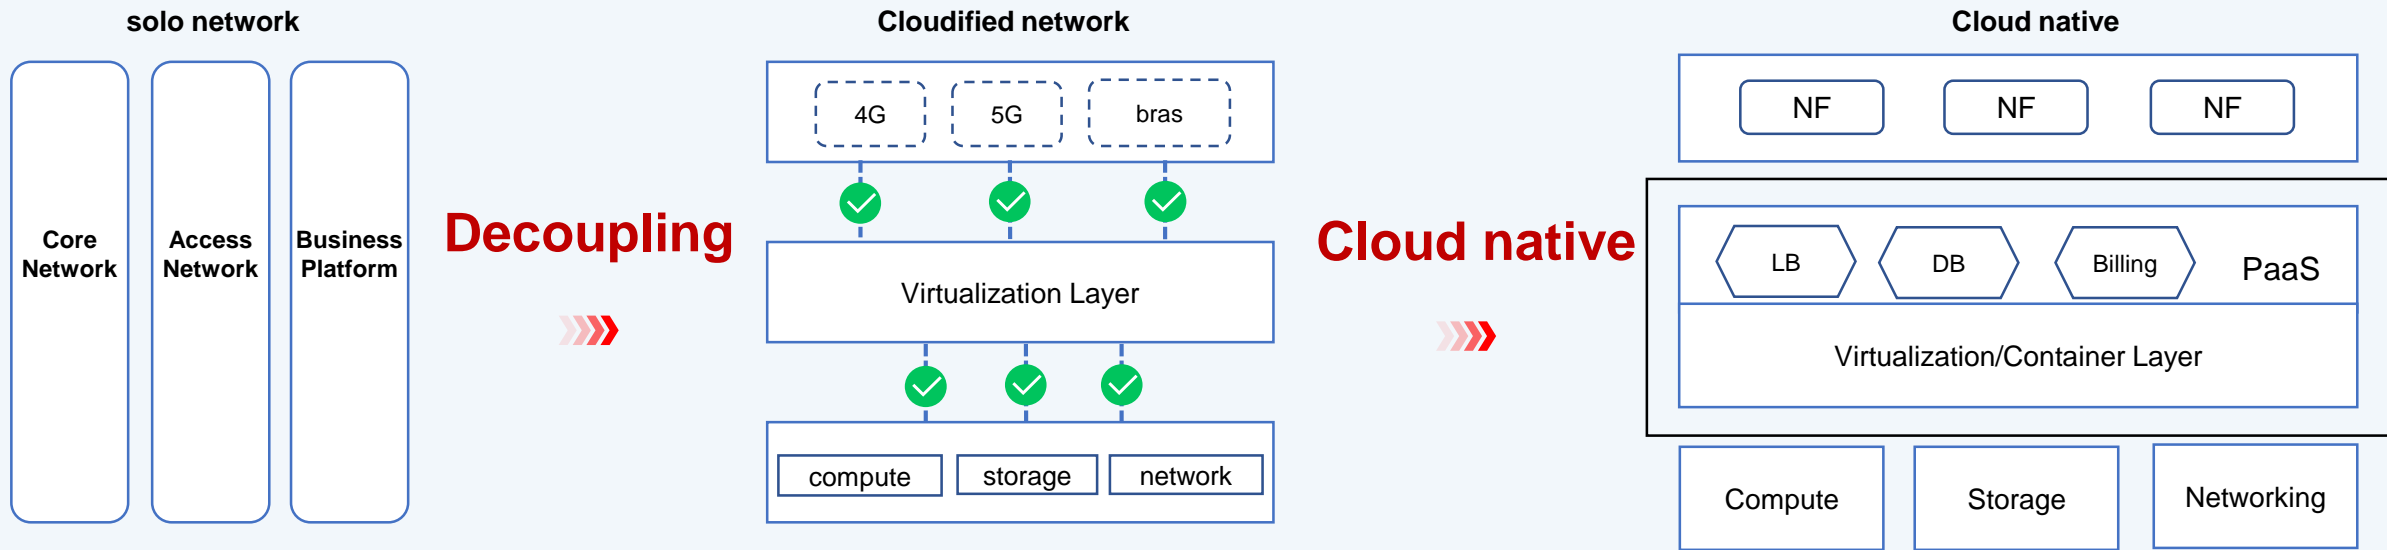 solo network
Core
Network
Access
Network
Business
Platform
Decoupling
Cloudified network
4G
5G
bras
Virtualization Layer
compute
storage
network
Cloud native
Cloud native
NF
NF
NF
LB
DB
Billing
PaaS
Virtualization/Container Layer
Compute
Storage
Networking